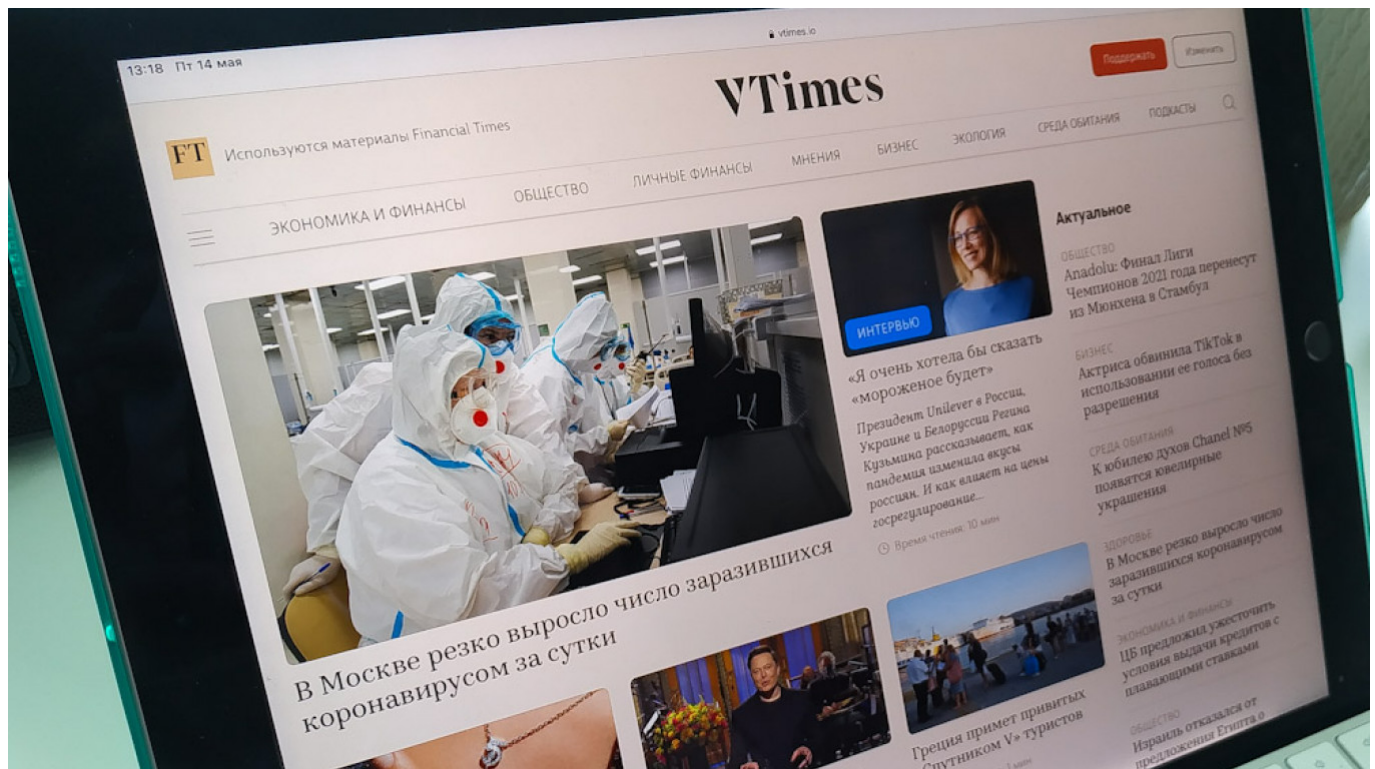 13:18 Пт 14 мая
vtimes.io
FT
Используются материалы Financial Times
VTimes
Поддержать
Изменить
ЭКОНОМИКА И ФИНАНСЫ
ОБЩЕСТВО
ЛИЧНЫЕ ФИНАНСЫ
МНЕНИЯ
БИЗНЕС
ЭКОЛОГИЯ
СРЕДА ОБИТАНИЯ
ПОДКАСТЫ
В Москве резко выросло число заразившихся
коронавирусом за сутки
ИНТЕРВЬЮ
«Я очень хотела бы сказать
«мороженое будет»
Президент Unilever в России,
Украине и Белоруссии Регина
Кузьмина рассказывает, как
пандемия изменила вкусы
россиян. И как влияет на цены
госрегулирование...
Время чтения: 10 мин
Греция примет привитых
«Спутником V» туристов
мин
Актуальное
ОБЩЕСТВО
Anadolu: Финал Лиги
Чемпионов 2021 года перенесут
из Мюнхена в Стамбул
БИЗНЕС
Актриса обвинила TikTok в
использовании ее голоса без
разрешения
СРЕДА ОБИТАНИЯ
К юбилею духов Chanel №5
появятся ювелирные
украшения
ЗДОРОВЬЕ
В Москве резко выросло число
заразившихся коронавирусом
за сутки
ЭКОНОМИКА И ФИНАНСЫ
ЦБ предложил ужесточить
условия выдачи кредитов с
плавающими ставками
ОБЩЕСТВО
Израиль отказался от
предложения Египта о